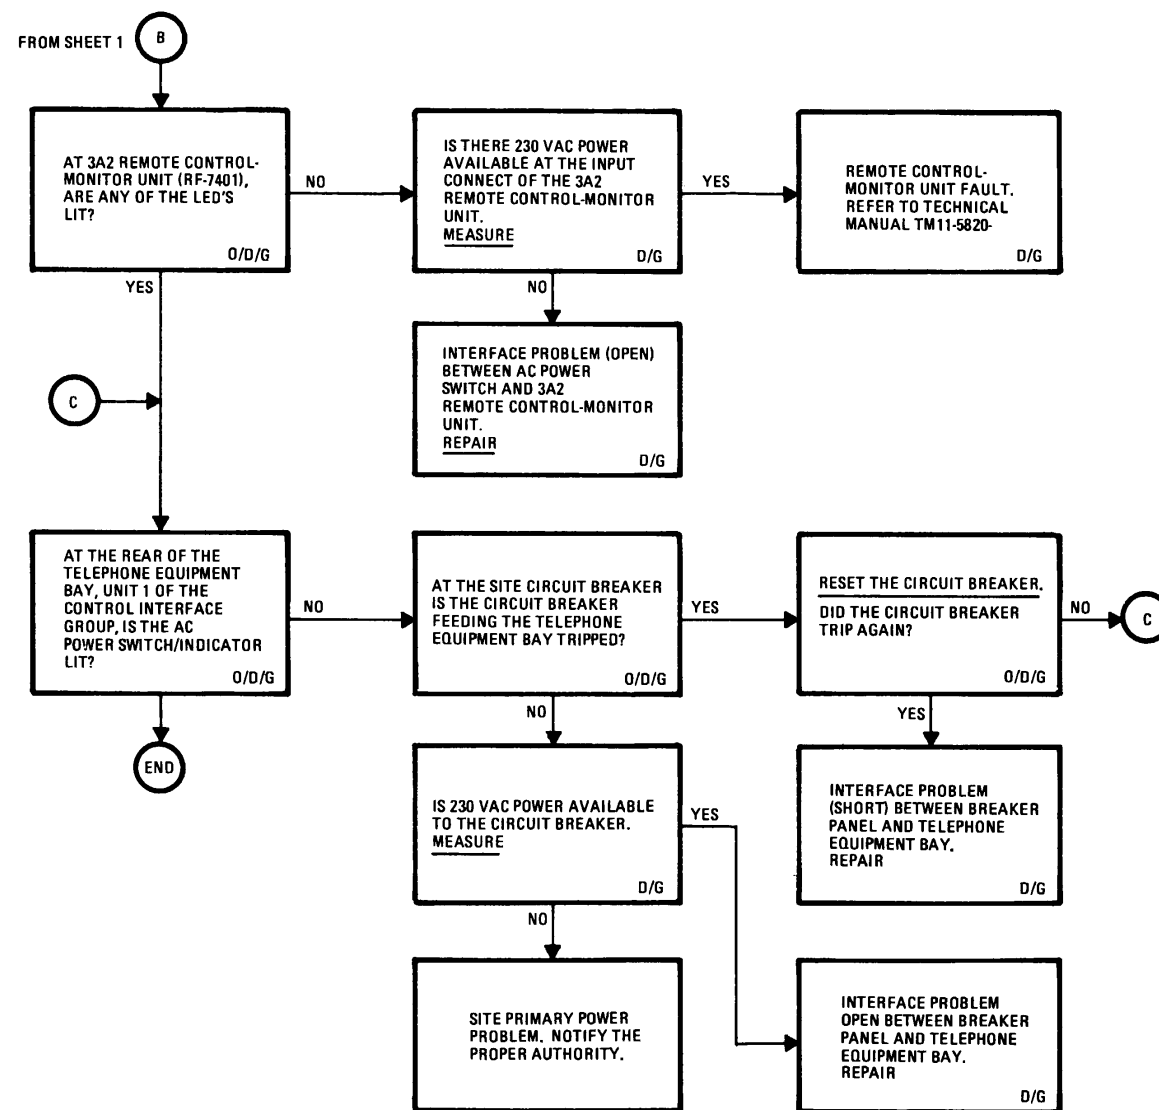 FROM SHEET 1
B
AT 3A2 REMOTE CONTROL-
MONITOR UNIT (RF-7401),
ARE ANY OF THE LED'S
LIT?
O/D/G
NO
IS THERE 230 VAC POWER
AVAILABLE AT THE INPUT
CONNECT OF THE 3A2
REMOTE CONTROL-MONITOR
UNIT.
MEASURE
D/G
YES
REMOTE CONTROL-
MONITOR UNIT FAULT.
REFER TO TECHNICAL
MANUAL TM11-5820-
D/G
YES
NO
INTERFACE PROBLEM (OPEN)
BETWEEN AC POWER
SWITCH AND 3A2
REMOTE CONTROL-MONITOR
UNIT.
REPAIR
D/G
C
AT THE REAR OF THE
TELEPHONE EQUIPMENT
BAY, UNIT 1 OF THE
CONTROL INTERFACE
GROUP, IS THE AC
POWER SWITCH/INDICATOR
LIT?
O/D/G
NO
AT THE SITE CIRCUIT BREAKER
IS THE CIRCUIT BREAKER
FEEDING THE TELEPHONE
EQUIPMENT BAY TRIPPED?
O/D/G
YES
RESET THE CIRCUIT BREAKER.
DID THE CIRCUIT BREAKER
TRIP AGAIN?
O/D/G
NO
C
END
NO
IS 230 VAC POWER AVAILABLE
TO THE CIRCUIT BREAKER.
MEASURE
D/G
YES
YES
INTERFACE PROBLEM
(SHORT) BETWEEN BREAKER
PANEL AND TELEPHONE
EQUIPMENT BAY.
REPAIR
D/G
NO
SITE PRIMARY POWER
PROBLEM. NOTIFY THE
PROPER AUTHORITY.
INTERFACE PROBLEM
OPEN BETWEEN BREAKER
PANEL AND TELEPHONE
EQUIPMENT BAY.
REPAIR
D/G